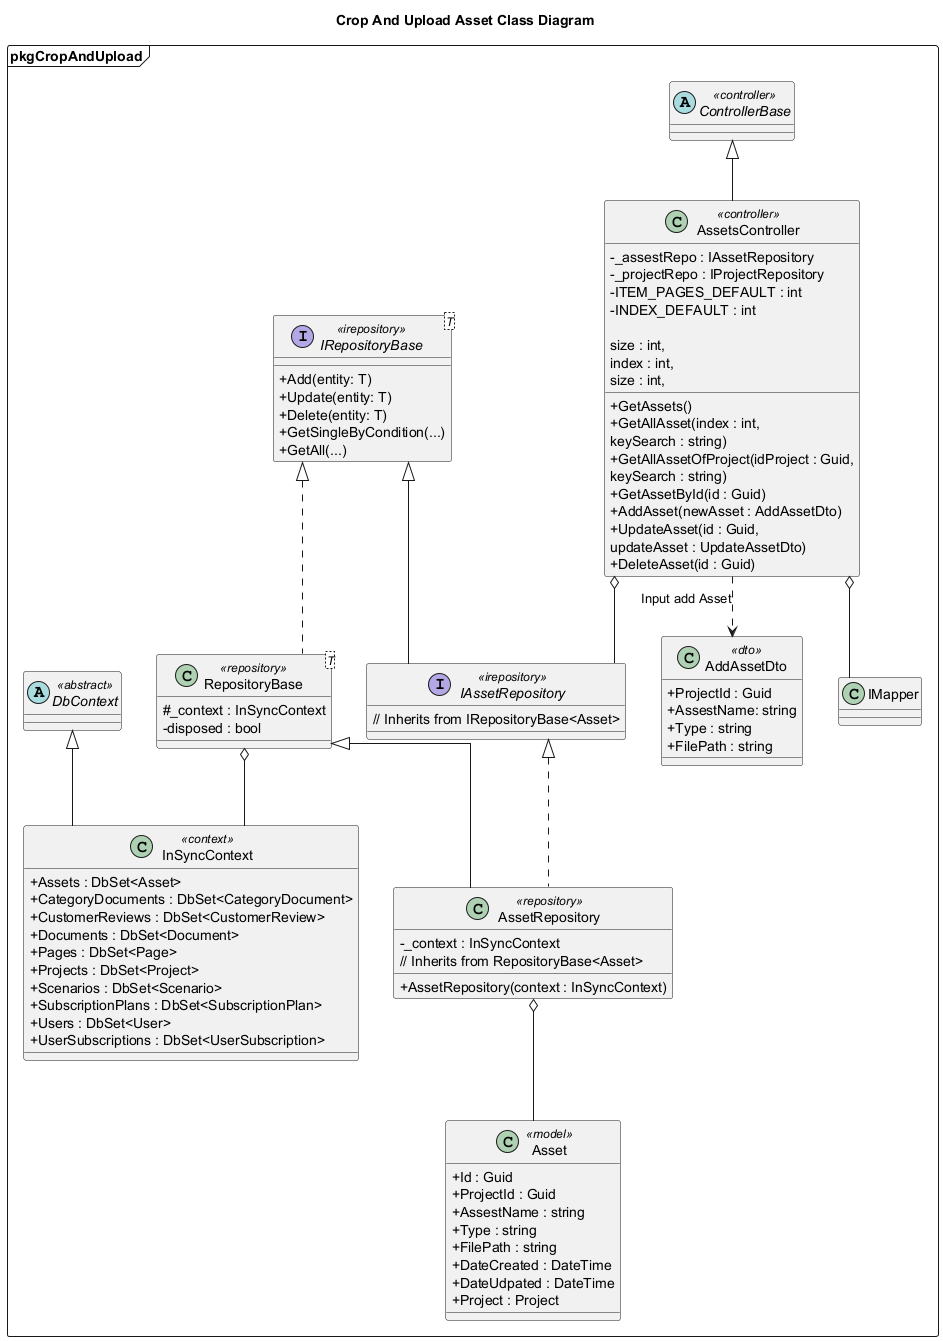 Crop And Upload Asset Class Diagram
pkgCropAndUpload
A
«controller»
ControllerBase
C
«controller»
AssetsController
-_assestRepo : IAssetRepository
-_projectRepo : IProjectRepository
-ITEM_PAGES_DEFAULT : int
-INDEX_DEFAULT : int
size : int,
index : int,
size : int,
+GetAssets()
+GetAllAsset(index : int,
keySearch : string)
+GetAllAssetOfProject(idProject : Guid,
keySearch : string)
+GetAssetById(id : Guid)
+AddAsset(newAsset : AddAssetDto)
+UpdateAsset(id : Guid,
updateAsset : UpdateAssetDto)
+DeleteAsset(id : Guid)
I
«irepository»
IRepositoryBase
T
+Add(entity: T)
+Update(entity: T)
+Delete(entity: T)
+GetSingleByCondition(...)
+GetAll(...)
Input add Asset
A
«abstract»
DbContext
C
«repository»
RepositoryBase
T
#_context : InSyncContext
-disposed : bool
I
«irepository»
IAssetRepository
// Inherits from IRepositoryBase<Asset>
C
«dto»
AddAssetDto
+ProjectId : Guid
+AssestName: string
+Type : string
+FilePath : string
C
IMapper
C
«context»
InSyncContext
+Assets : DbSet<Asset>
+CategoryDocuments : DbSet<CategoryDocument>
+CustomerReviews : DbSet<CustomerReview>
+Documents : DbSet<Document>
+Pages : DbSet<Page>
+Projects : DbSet<Project>
+Scenarios : DbSet<Scenario>
+SubscriptionPlans : DbSet<SubscriptionPlan>
+Users : DbSet<User>
+UserSubscriptions : DbSet<UserSubscription>
C
«repository»
AssetRepository
-_context : InSyncContext
// Inherits from RepositoryBase<Asset>
+AssetRepository(context : InSyncContext)
C
«model»
Asset
+Id : Guid
+ProjectId : Guid
+AssestName : string
+Type : string
+FilePath : string
+DateCreated : DateTime
+DateUdpated : DateTime
+Project : Project